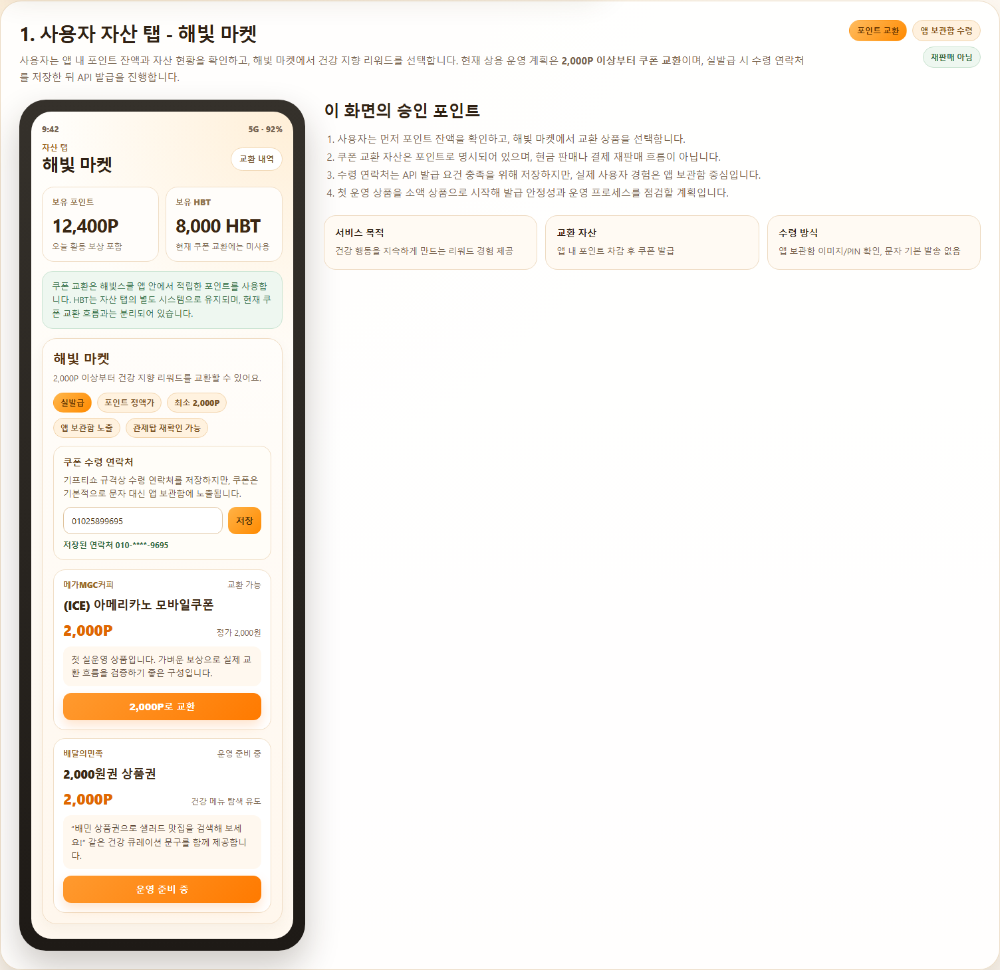 1. 사용자 자산 탭 - 해빛 마켓
포인트 교환
앱 보관함 수령
재판매 아님
사용자는 앱 내 포인트 잔액과 자산 현황을 확인하고, 해빛 마켓에서 건강 지향 리워드를 선택합니다. 현재 상용 운영 계획은 2,000P 이상부터 쿠폰 교환이며, 실발급 시 수령 연락처
를 저장한 뒤 API 발급을 진행합니다.
9:42
5G · 92%
자산 탭
해빛 마켓
교환 내역
보유 포인트
12,400P
오늘 활동 보상 포함
보유 HBT
8,000 HBT
현재 쿠폰 교환에는 미사용
쿠폰 교환은 해빛스쿨 앱 안에서 적립한 포인트를 사용합
니다. HBT는 자산 탭의 별도 시스템으로 유지되며, 현재 쿠
폰 교환 흐름과는 분리되어 있습니다.
해빛 마켓
2,000P 이상부터 건강 지향 리워드를 교환할 수 있어요.
실발급
포인트 정액가
최소 2,000P
앱 보관함 노출
관제탑 재확인 가능
쿠폰 수령 연락처
기프티쇼 규격상 수령 연락처를 저장하지만, 쿠폰은
기본적으로 문자 대신 앱 보관함에 노출됩니다.
01025899695
저장
저장된 연락처 010-****-9695
메가MGC커피
교환 가능
(ICE) 아메리카노 모바일쿠폰
2,000P
정가 2,000원
첫 실운영 상품입니다. 가벼운 보상으로 실제 교
환 흐름을 검증하기 좋은 구성입니다.
2,000P로 교환
배달의민족
운영 준비 중
2,000원권 상품권
2,000P
건강 메뉴 탐색 유도
“배민 상품권으로 샐러드 맛집을 검색해 보세
요!” 같은 건강 큐레이션 문구를 함께 제공합니
다.
운영 준비 중
이 화면의 승인 포인트
1. 사용자는 먼저 포인트 잔액을 확인하고, 해빛 마켓에서 교환 상품을 선택합니다.
2. 쿠폰 교환 자산은 포인트로 명시되어 있으며, 현금 판매나 결제 재판매 흐름이 아닙니다.
3. 수령 연락처는 API 발급 요건 충족을 위해 저장하지만, 실제 사용자 경험은 앱 보관함 중심입니다.
4. 첫 운영 상품을 소액 상품으로 시작해 발급 안정성과 운영 프로세스를 점검할 계획입니다.
서비스 목적
건강 행동을 지속하게 만드는 리워드 경험 제공
교환 자산
앱 내 포인트 차감 후 쿠폰 발급
수령 방식
앱 보관함 이미지/PIN 확인, 문자 기본 발송 없음